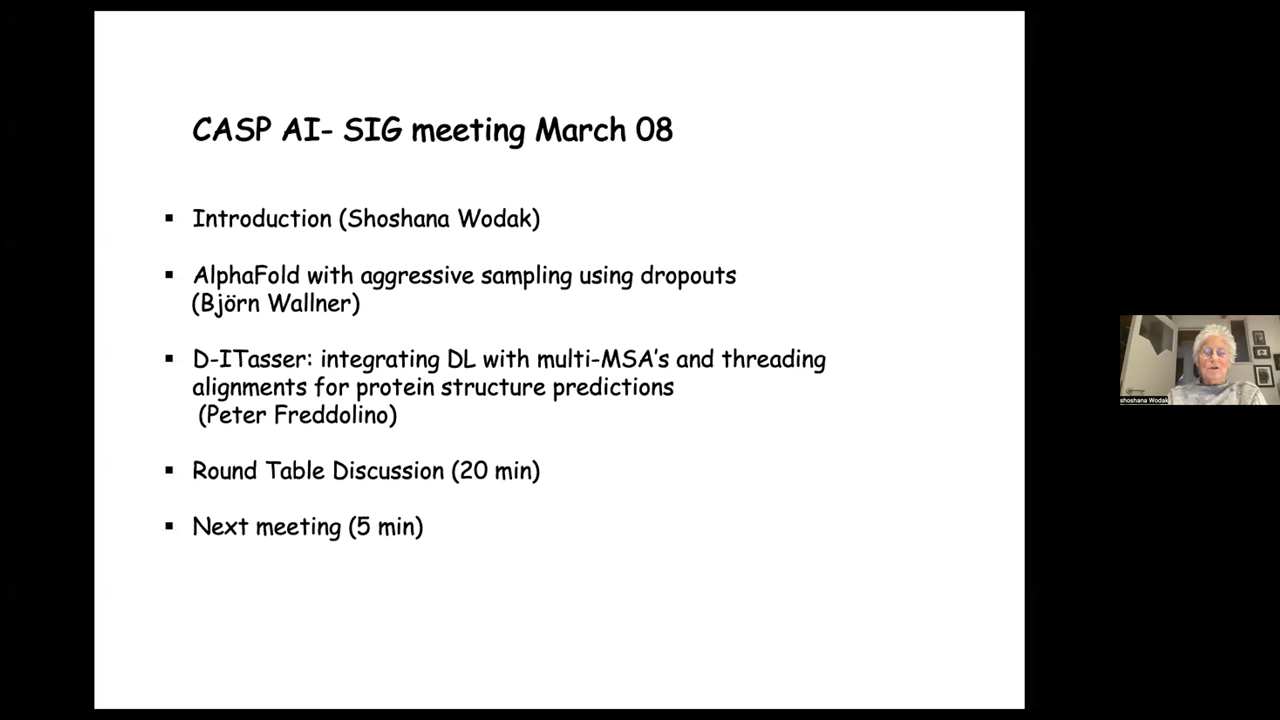 CASP AI- SIG meeting March 08
▪ Introduction (Shoshana Wodak)
▪ AlphaFold with aggressive sampling using dropouts
(Björn Wallner)
▪ D-ITasser: integrating DL with multi-MSA's and threading
alignments for protein structure predictions
(Peter Freddolino)
▪ Round Table Discussion (20 min)
▪ Next meeting (5 min)
shoshana Wodak